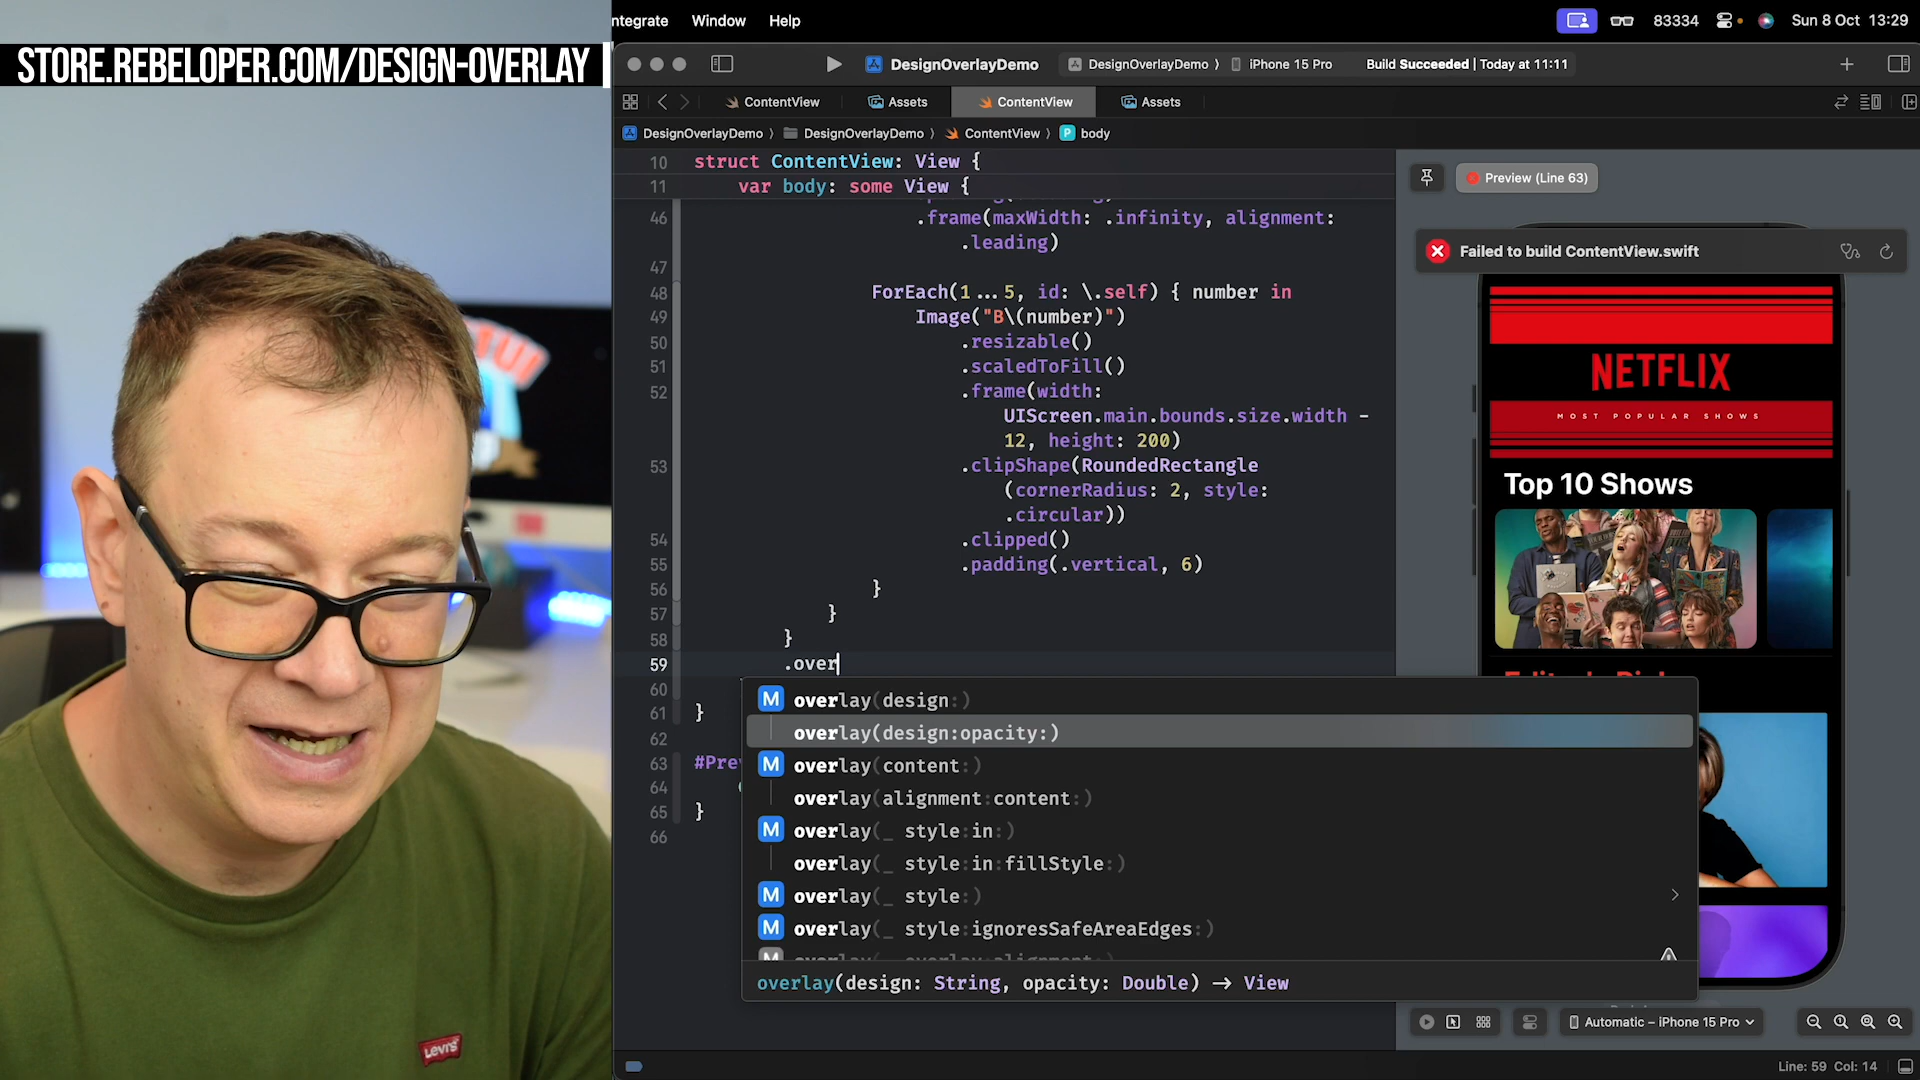 STORE.REBELOPER.COM/DESIGN-OVERLAY
ntegrate Window Help
83334 Sun 8 Oct 13:29
DesignOverlayDemo
DesignOverlayDemo iPhone 15 Pro
Build Succeeded | Today at 11:11
ContentView Assets ContentView Assets
DesignOverlayDemo DesignOverlayDemo ContentView P body
10 struct ContentView: View {
11 var body: some View {
46 .frame(maxWidth: .infinity, alignment:
.leading)
47
48 ForEach(1...5, id: \.self) { number in
49 Image("B\(number)")
50 .resizable()
51 .scaledToFill()
52 .frame(width:
UIScreen.main.bounds.size.width -
12, height: 200)
53 .clipShape(RoundedRectangle
(cornerRadius: 2, style:
.circular))
54 .clipped()
55 .padding(.vertical, 6)
56 }
57 }
58 }
59 .over
60
61 }
62
63 #Prev
64
65 }
66
M overlay(design:)
overlay(design:opacity:)
M overlay(content:)
overlay(alignment:content:)
M overlay(_ style:in:)
overlay(_ style:in:fillStyle:)
M overlay(_ style:)
M overlay(_ style:ignoresSafeAreaEdges:)
overlay(design: String, opacity: Double) → View
Preview (Line 63)
Failed to build ContentView.swift
NETFLIX
MOST POPULAR SHOWS
Top 10 Shows
Automatic – iPhone 15 Pro
Line: 59 Col: 14
Levi's